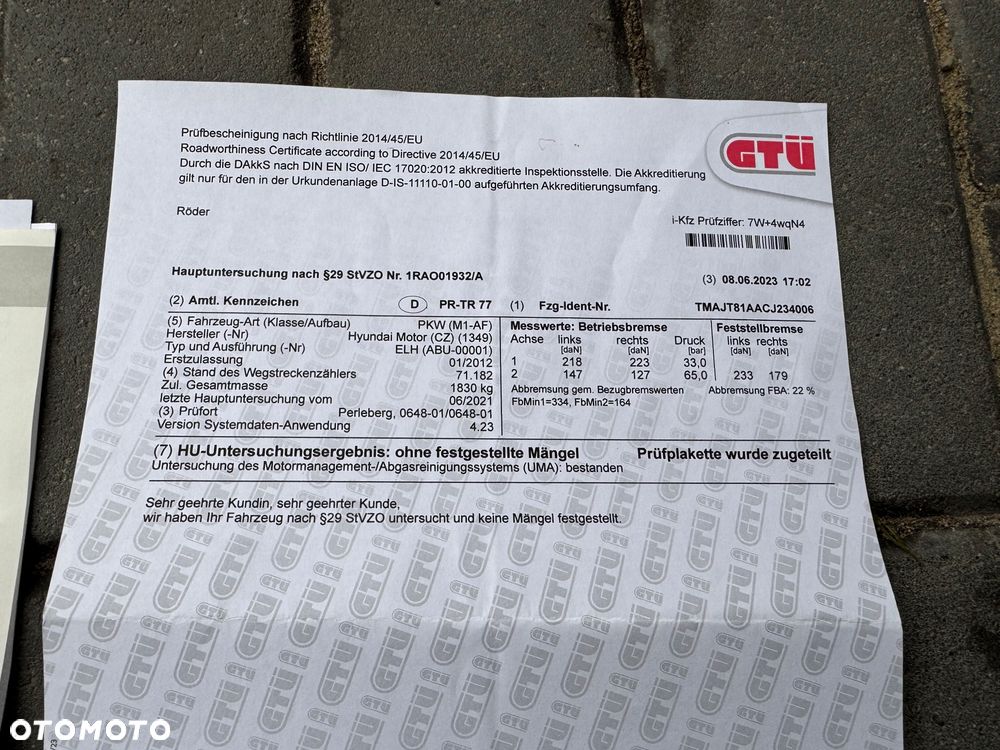 Prüfbescheinigung nach Richtlinie 2014/45/EU
Roadworthiness Certificate according to Directive 2014/45/EU
Durch die DAkkS nach DIN EN ISO/ IEC 17020:2012 akkreditierte Inspektionsstelle. Die Akkreditierung
gilt nur für den in der Urkundenanlage D-IS-11110-01-00 aufgeführten Akkreditierungsumfang.
GTÜ
Röder
i-Kfz Prüfziffer: 7W+4wqN4
Hauptuntersuchung nach §29 StVZO Nr. 1RAO01932/A (3) 08.06.2023 17:02
(2) Amtl. Kennzeichen D PR-TR 77 (1) Fzg-Ident-Nr. TMAJT81AACJ234006
(5) Fahrzeug-Art (Klasse/Aufbau) PKW (M1-AF)
Hersteller (-Nr) Hyundai Motor (CZ) (1349)
Typ und Ausführung (-Nr) ELH (ABU-00001)
Erstzulassung 01/2012
(4) Stand des Wegstreckenzählers 71.182
Zul. Gesamtmasse 1830 kg
letzte Hauptuntersuchung vom 06/2021
(3) Prüfort Perleberg, 0648-01/0648-01
Version Systemdaten-Anwendung 4.23
Messwerte: Betriebsbremse Feststellbremse
Achse links rechts Druck links rechts
[daN] [daN] [bar] [daN] [daN]
1 218 223 33,0
2 147 127 65,0 233 179
Abbremsung gem. Bezugbremswerten Abbremsung FBA: 22 %
FbMin1=334, FbMin2=164
(7) HU-Untersuchungsergebnis: ohne festgestellte Mängel Prüfplakette wurde zugeteilt
Untersuchung des Motormanagement-/Abgasreinigungssystems (UMA): bestanden
Sehr geehrte Kundin, sehr geehrter Kunde,
wir haben Ihr Fahrzeug nach §29 StVZO untersucht und keine Mängel festgestellt.
OTOMOTO